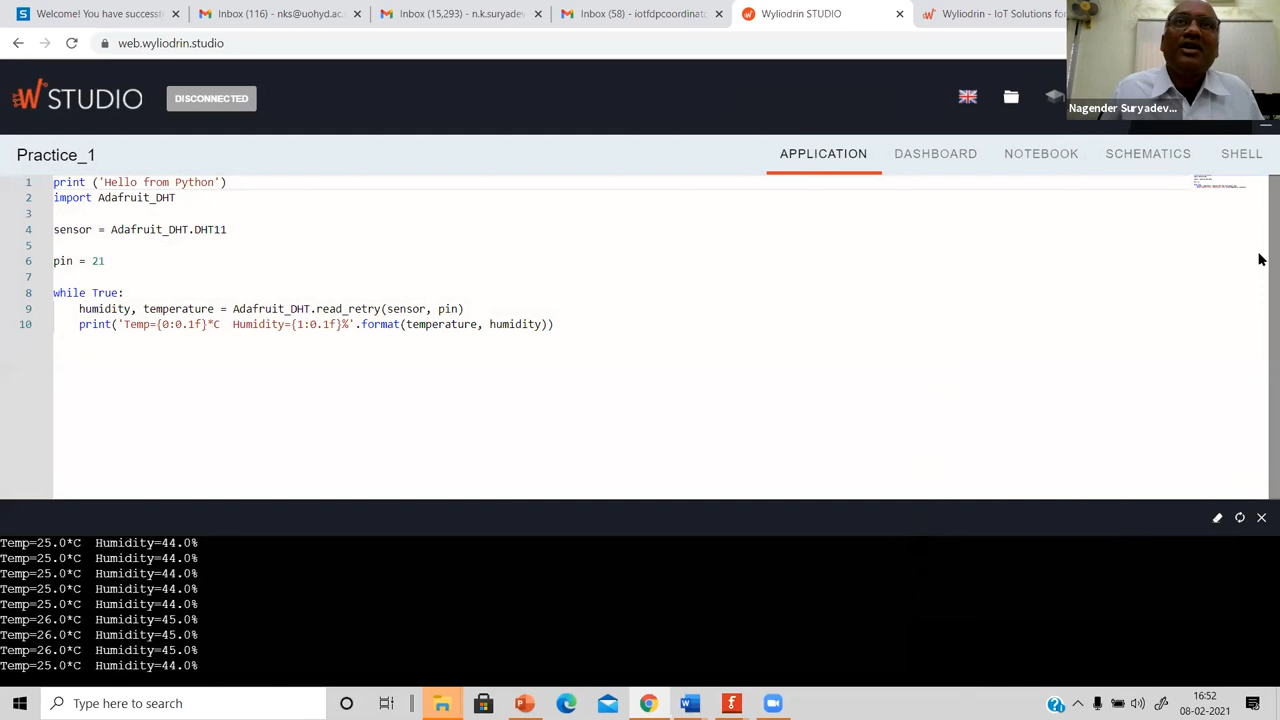 Welcome! You have successf
Inbox (116) - nks@uohyd.ac.
Inbox (15,23 - n.k.suryadev
Inbox (58) - iotfdpcoordinato
Wyliodrin STUDIO
Wyliodrin - IoT Solutions fo
web.wyliodrin.studio
W STUDIO
DISCONNECTED
Nagender Suryadev...
Practice_1
APPLICATION
DASHBOARD
NOTEBOOK
SCHEMATICS
SHELL
1 print ('Hello from Python')
2 import Adafruit_DHT
3
4 sensor = Adafruit_DHT.DHT11
5
6 pin = 21
7
8 while True:
9 humidity, temperature = Adafruit_DHT.read_retry(sensor, pin)
10 print('Temp={0:0.1f}*C  Humidity={1:0.1f}%'.format(temperature, humidity))
Temp=25.0*C  Humidity=44.0%
Temp=25.0*C  Humidity=44.0%
Temp=25.0*C  Humidity=44.0%
Temp=25.0*C  Humidity=44.0%
Temp=25.0*C  Humidity=44.0%
Temp=26.0*C  Humidity=45.0%
Temp=26.0*C  Humidity=45.0%
Temp=26.0*C  Humidity=45.0%
Temp=25.0*C  Humidity=44.0%
Type here to search
16:52
08-02-2021